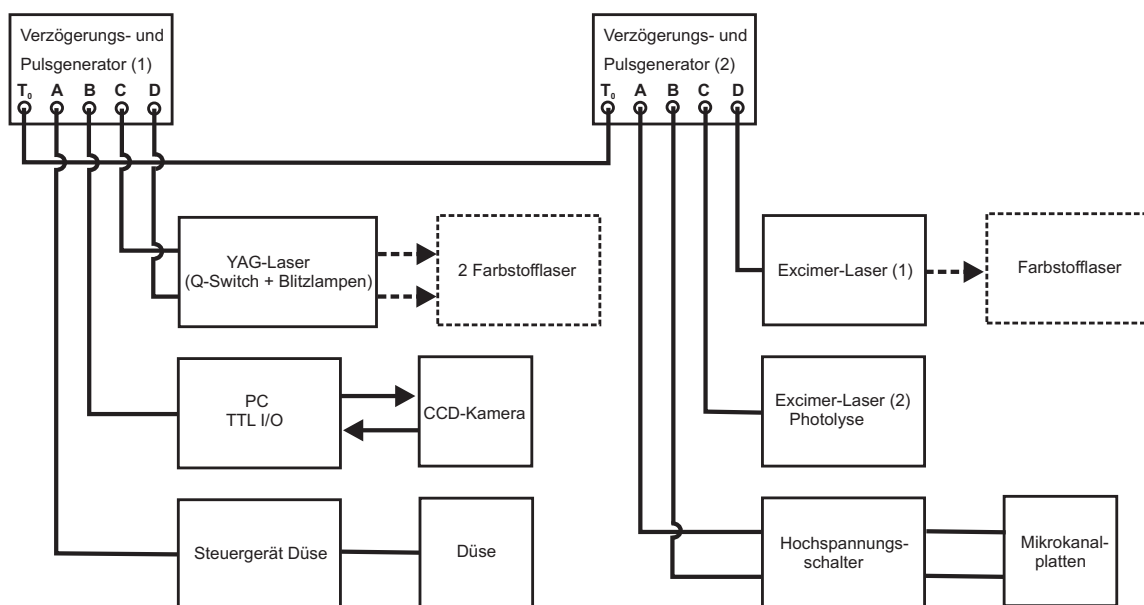 Verzögerungs- und
Pulsgenerator (1)
T₀ A B C D
Verzögerungs- und
Pulsgenerator (2)
T₀ A B C D
YAG-Laser
(Q-Switch + Blitzlampen)
2 Farbstofflaser
Excimer-Laser (1)
Farbstofflaser
PC
TTL I/O
CCD-Kamera
Excimer-Laser (2)
Photolyse
Steuergerät Düse
Düse
Hochspannungs-
schalter
Mikrokanal-
platten